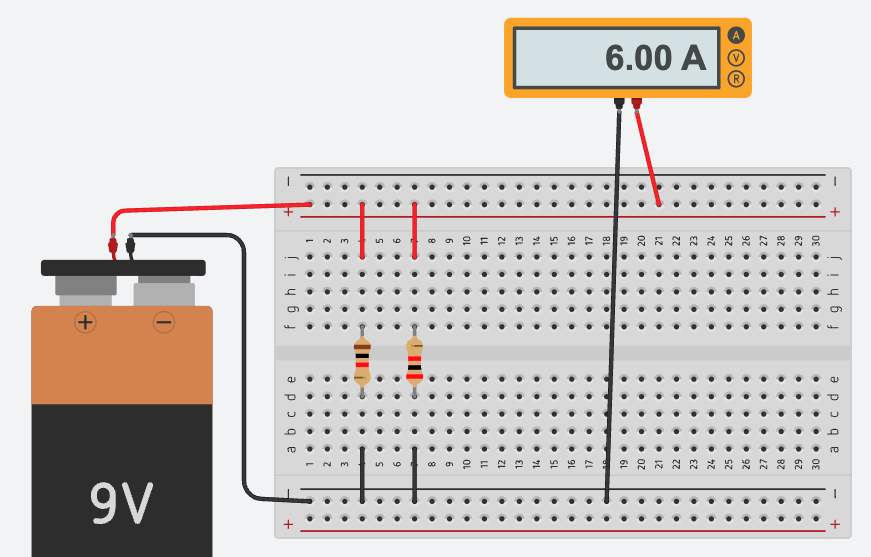 6.00 A
A
V
R
− −
+ +
1 2 3 4 5 6 7 8 9 10 11 12 13 14 15 16 17 18 19 20 21 22 23 24 25 26 27 28 29 30
j j
i i
h h
g g
f f
+ −
e e
d d
c c
b b
a a
1 2 3 4 5 6 7 8 9 10 11 12 13 14 15 16 17 18 19 20 21 22 23 24 25 26 27 28 29 30
− −
+ +
9V